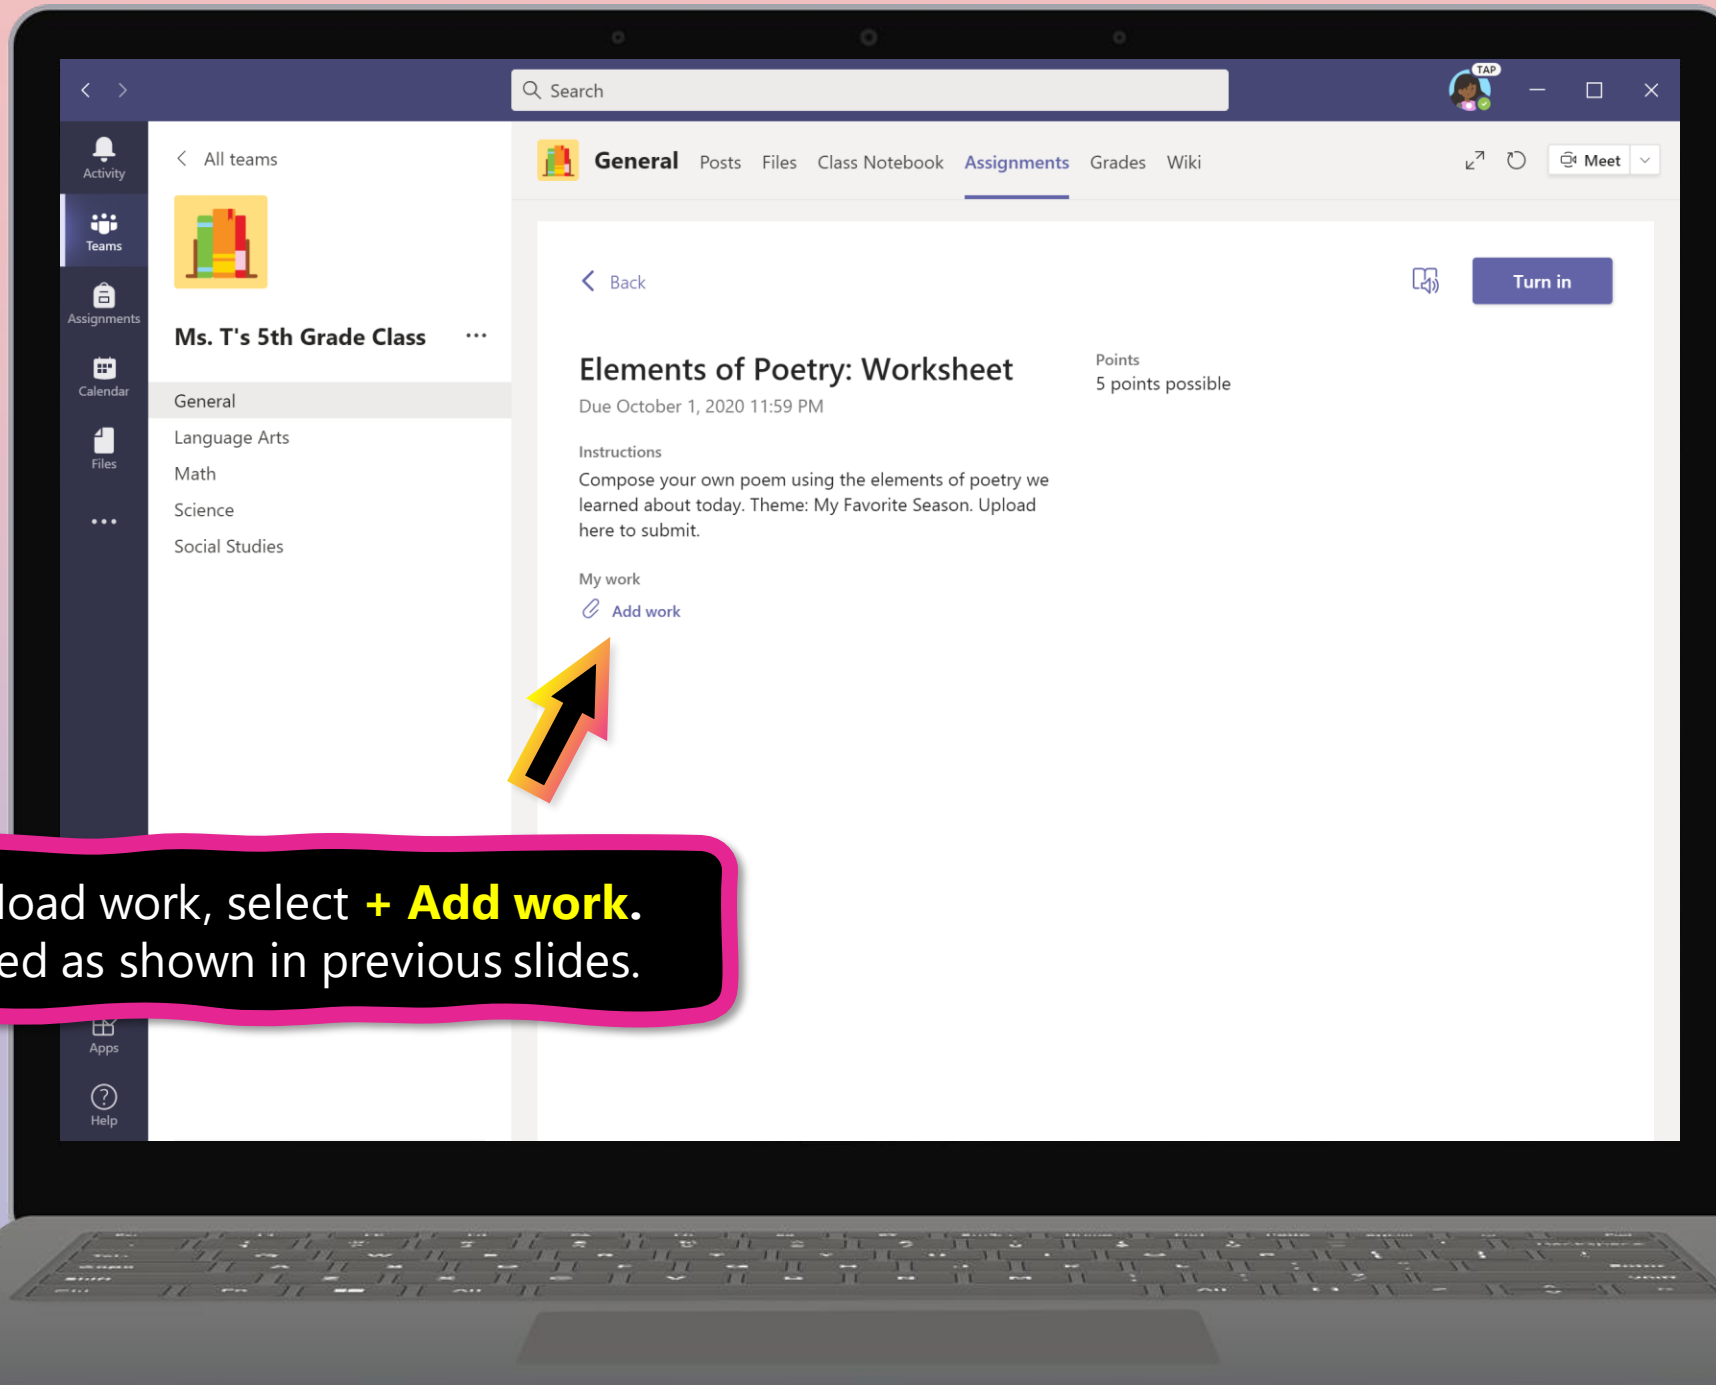 Search
TAP
Activity
Teams
Assignments
Calendar
Files
Apps
Help
All teams
Ms. T's 5th Grade Class
General
Language Arts
Math
Science
Social Studies
General Posts Files Class Notebook Assignments Grades Wiki
Meet
Back
Turn in
Elements of Poetry: Worksheet
Due October 1, 2020 11:59 PM
Points
5 points possible
Instructions
Compose your own poem using the elements of poetry we
learned about today. Theme: My Favorite Season. Upload
here to submit.
My work
Add work
load work, select + Add work.
ed as shown in previous slides.